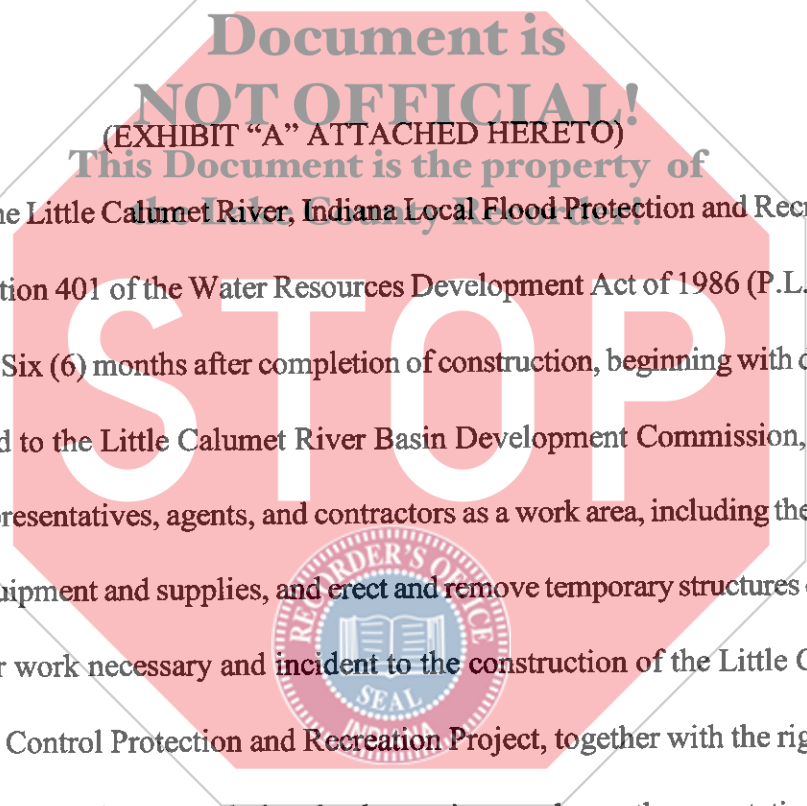 Document is
NOT OFFICIAL!
(EXHIBIT “A” ATTACHED HERETO)
This Document is the property of
the Lake County Recorder!
ne Little Calumet River, Indiana Local Flood Protection and Recr
tion 401 of the Water Resources Development Act of 1986 (P.L.
Six (6) months after completion of construction, beginning with
d to the Little Calumet River Basin Development Commission,
resentatives, agents, and contractors as a work area, including the
uipment and supplies, and erect and remove temporary structures
r work necessary and incident to the construction of the Little C
Control Protection and Recreation Project, together with the rig
STOP
RECORDER'S OFFICE
SEAL
INDIANA